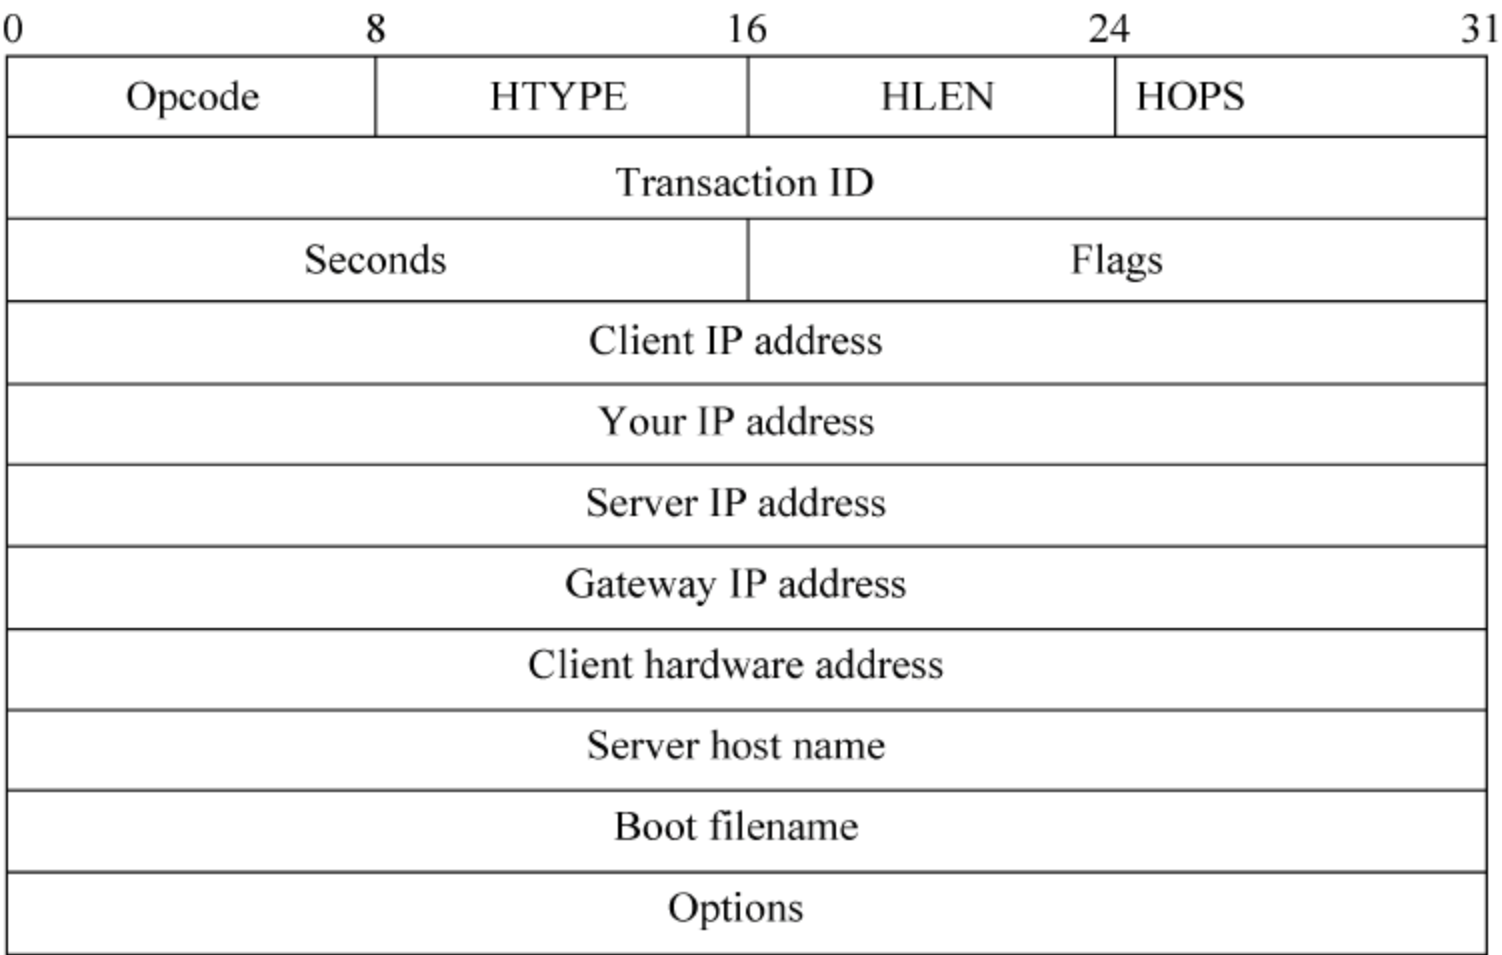 0 8 16 24 31
Opcode HTYPE HLEN HOPS
Transaction ID
Seconds Flags
Client IP address
Your IP address
Server IP address
Gateway IP address
Client hardware address
Server host name
Boot filename
Options